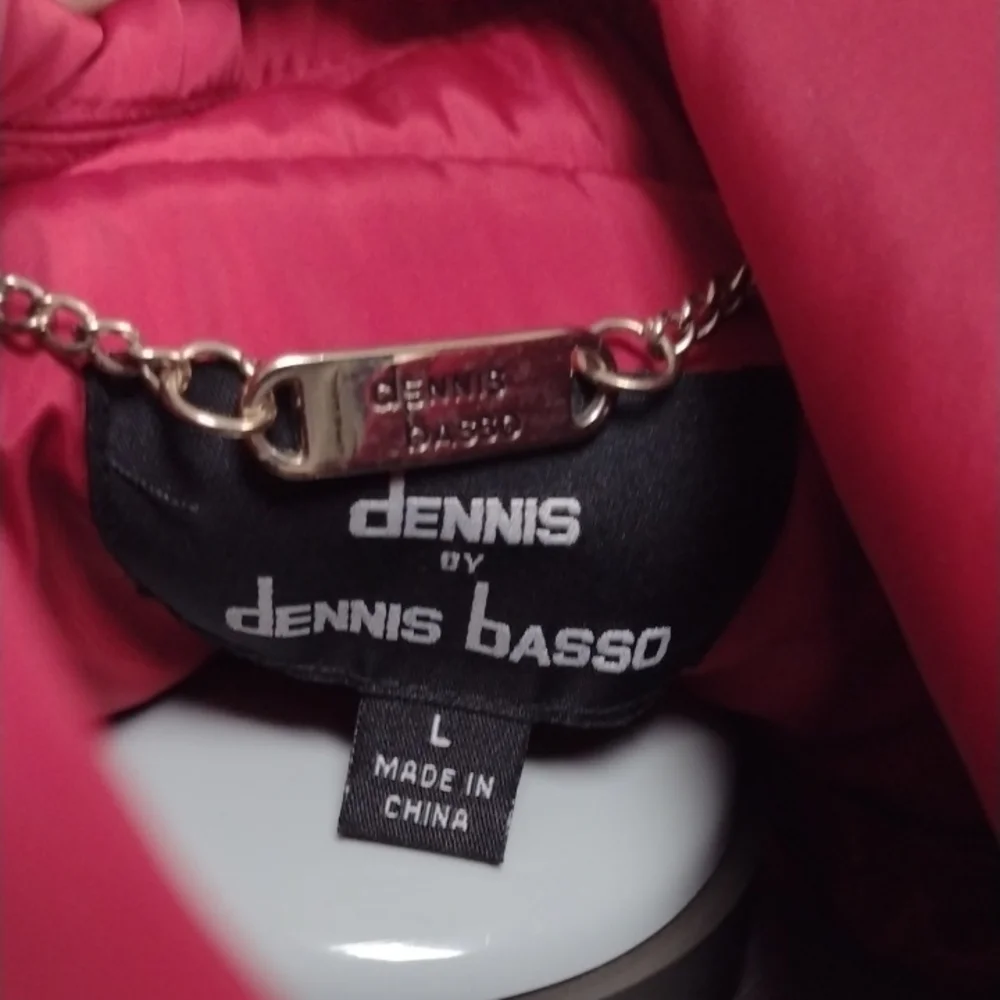 dENNIS
bASSO
dENNIS
BY
dENNIS bASSO
L
MADE IN
CHINA